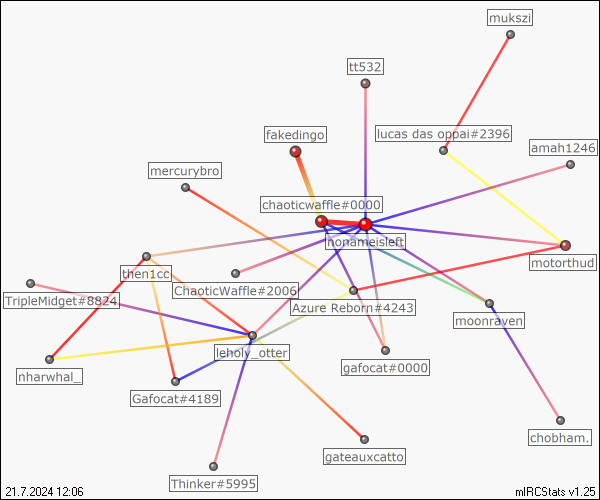 mukszi
tt532
fakedingo
lucas das oppai#2396
amah1246
mercurybro
chaoticwaffle#0000
nonameisleft
motorthud
then1cc
ChaoticWaffle#2006
TripleMidget#8824
Azure Reborn#4243
moonraven
leholy_otter
gafocat#0000
nharwhal_
Gafocat#4189
chobham.
gateauxcatto
Thinker#5995
21.7.2024 12:06
mIRCStats v1.25